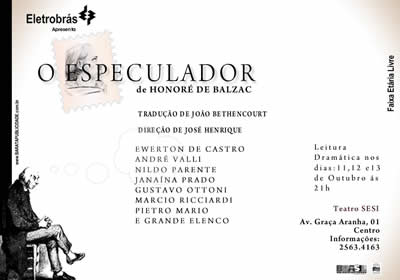 Eletrobrás
Apresenta
O ESPECULADOR
de HONORÉ DE BALZAC
TRADUÇÃO DE JOÃO BETHENCOURT
DIREÇÃO DE JOSÉ HENRIQUE
EWERTON DE CASTRO
ANDRÉ VALLI
NILDO PARENTE
JANAÍNA PRADO
GUSTAVO OTTONI
MARCIO RICCIARDI
PIETRO MARIO
E GRANDE ELENCO
Leitura
Dramática nos
dias:11,12 e13
de Outubro ás
21h
Teatro SESI
Av. Graça Aranha, 01
Centro
Informações:
2563.4163
Faixa Etária Livre
www.BARATAPUBLICIDADE.com.br